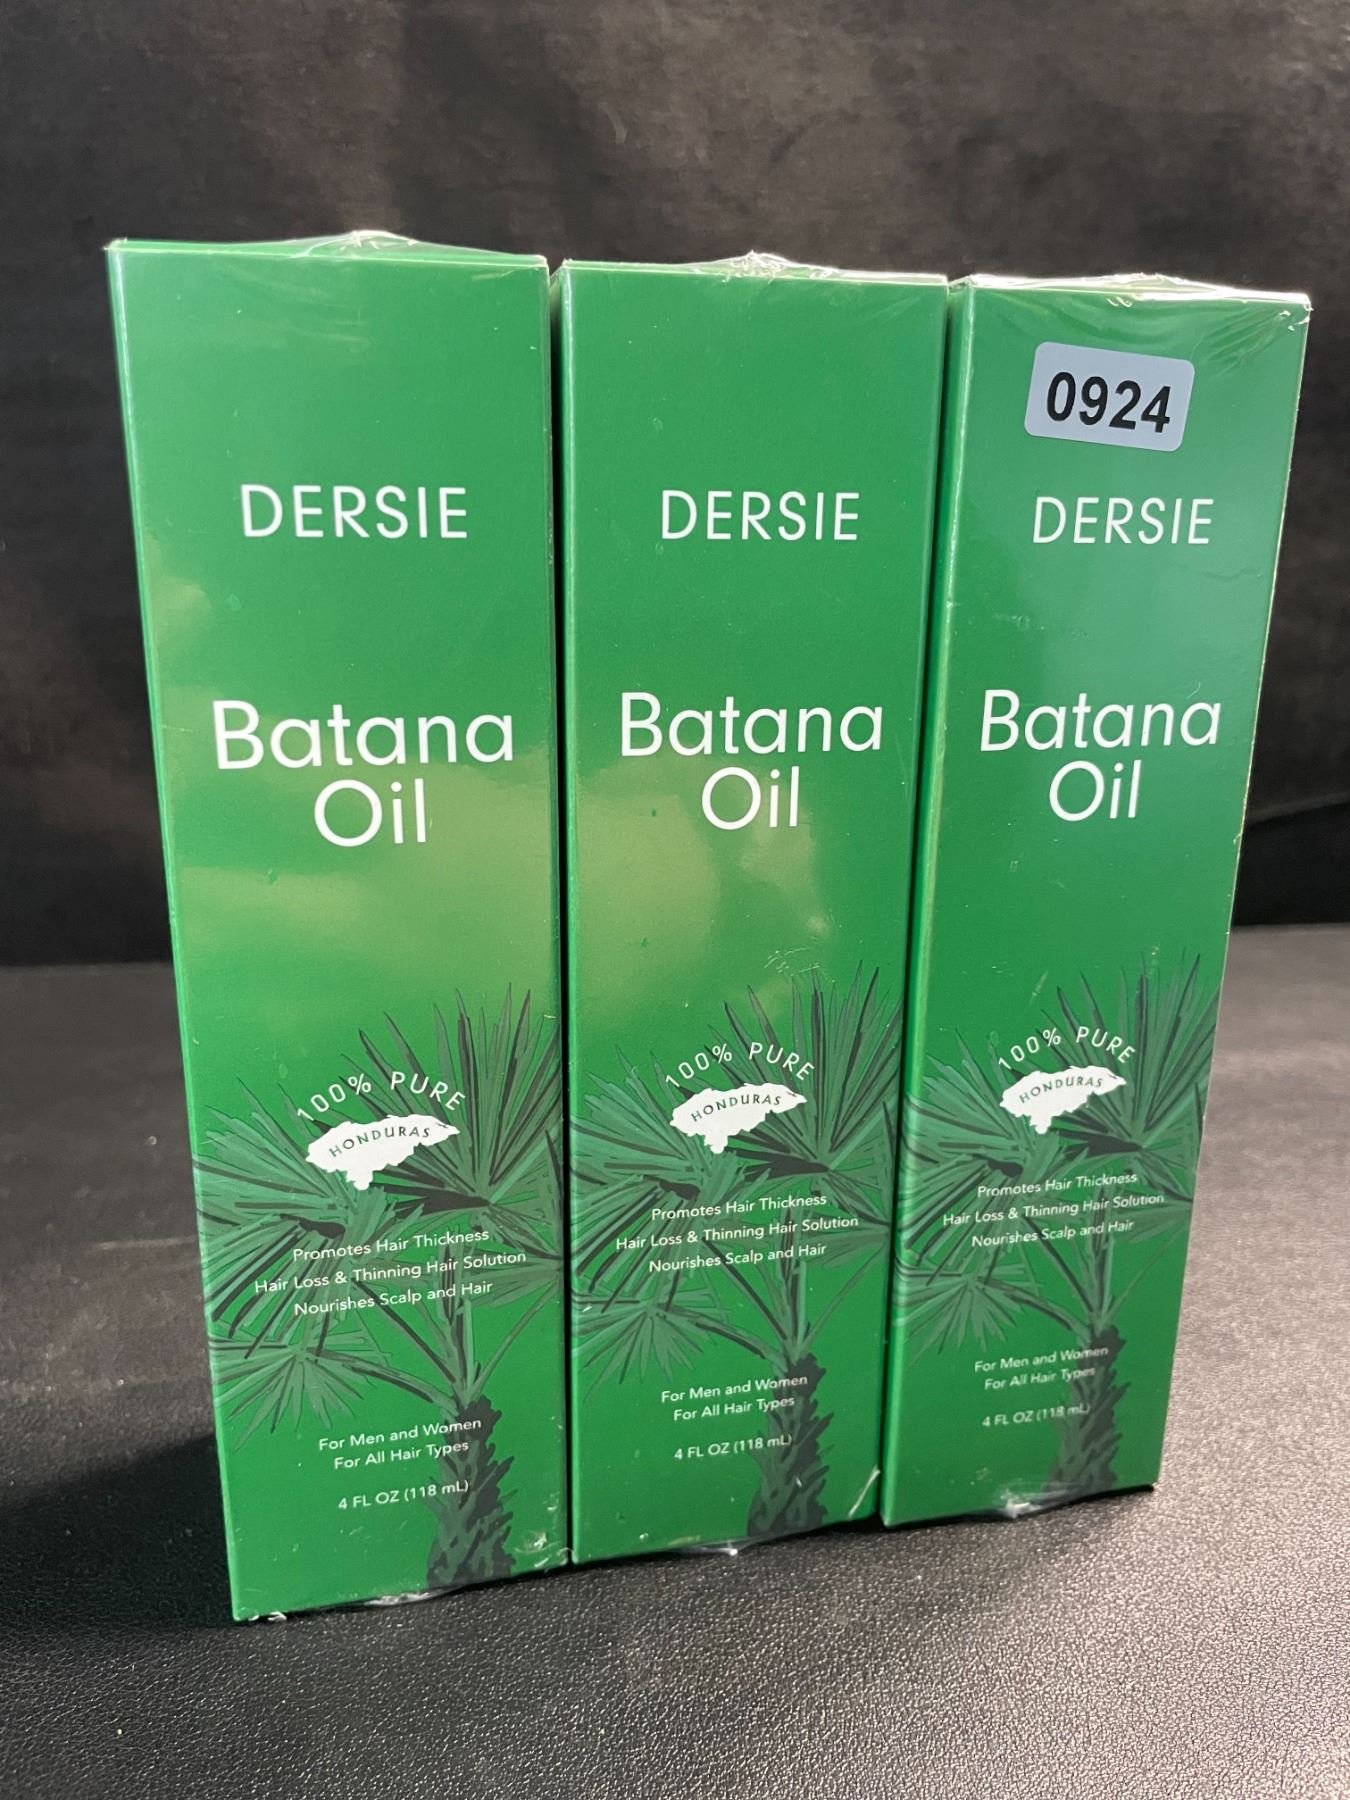 DERSIE
Batana
Oil
100% PURE
HONDURAS
Promotes Hair Thickness
Hair Loss & Thinning Hair Solution
Nourishes Scalp and Hair
For Men and Women
For All Hair Types
4 FL OZ (118 mL)
DERSIE
Batana
Oil
100% PURE
HONDURAS
Promotes Hair Thickness
Hair Loss & Thinning Hair Solution
Nourishes Scalp and Hair
For Men and Women
For All Hair Types
4 FL OZ (118 mL)
0924
DERSIE
Batana
Oil
100% PURE
HONDURAS
Promotes Hair Thickness
Hair Loss & Thinning Hair Solution
Nourishes Scalp and Hair
For Men and Women
For All Hair Types
4 FL OZ (118 mL)